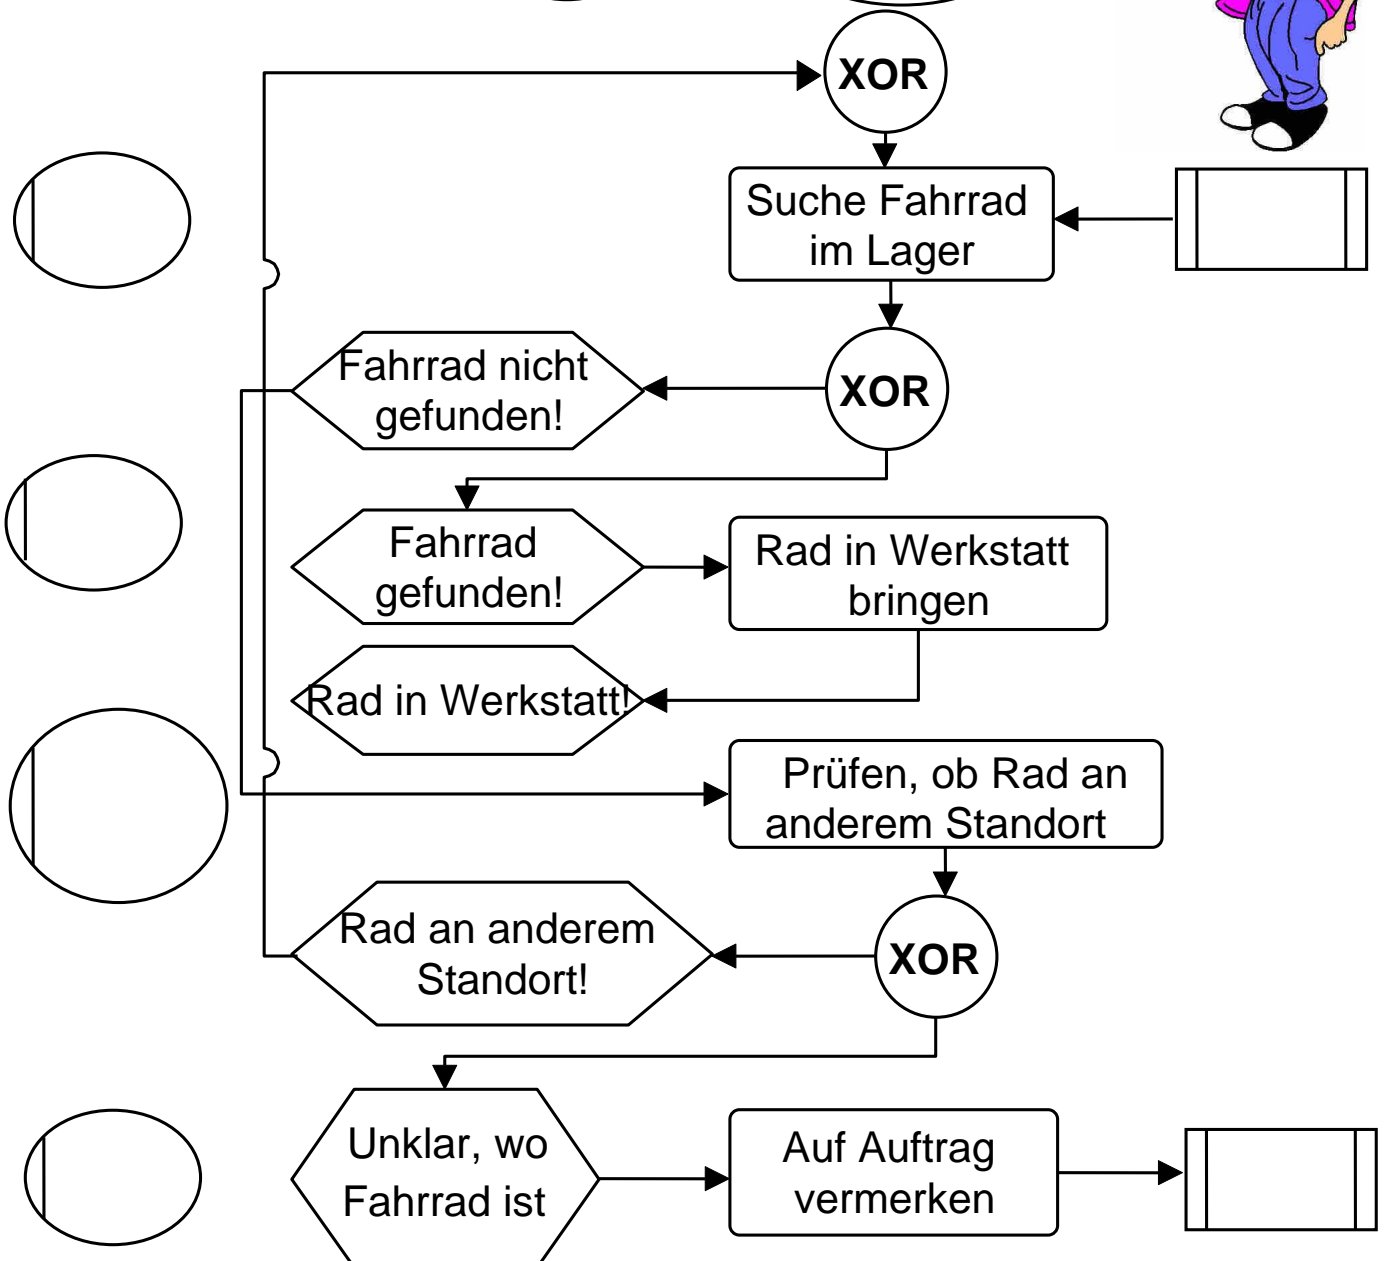 XOR
Suche Fahrrad
im Lager
Fahrrad nicht
gefunden!
XOR
Fahrrad
gefunden!
Rad in Werkstatt
bringen
Rad in Werkstatt!
Prüfen, ob Rad an
anderem Standort
Rad an anderem
Standort!
XOR
Unklar, wo
Fahrrad ist
Auf Auftrag
vermerken